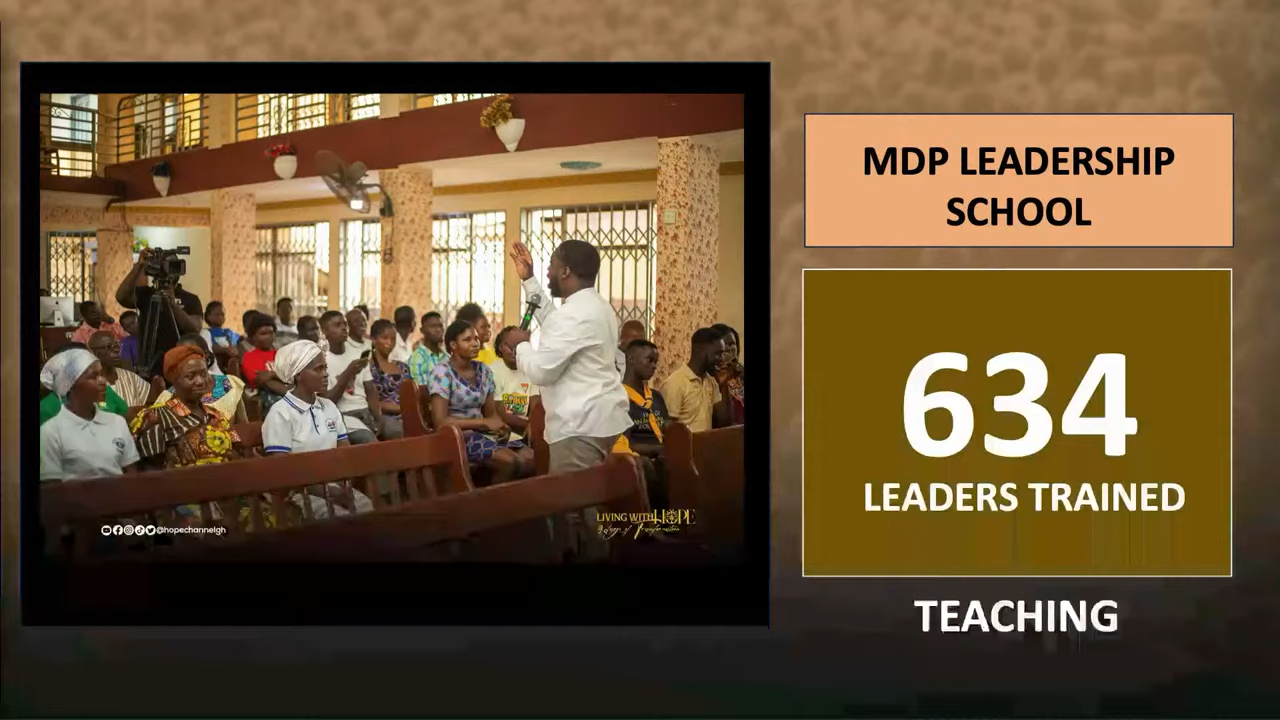 MDP LEADERSHIP
SCHOOL
634
LEADERS TRAINED
TEACHING
@hopechannelgh
LIVING WITH HOPE